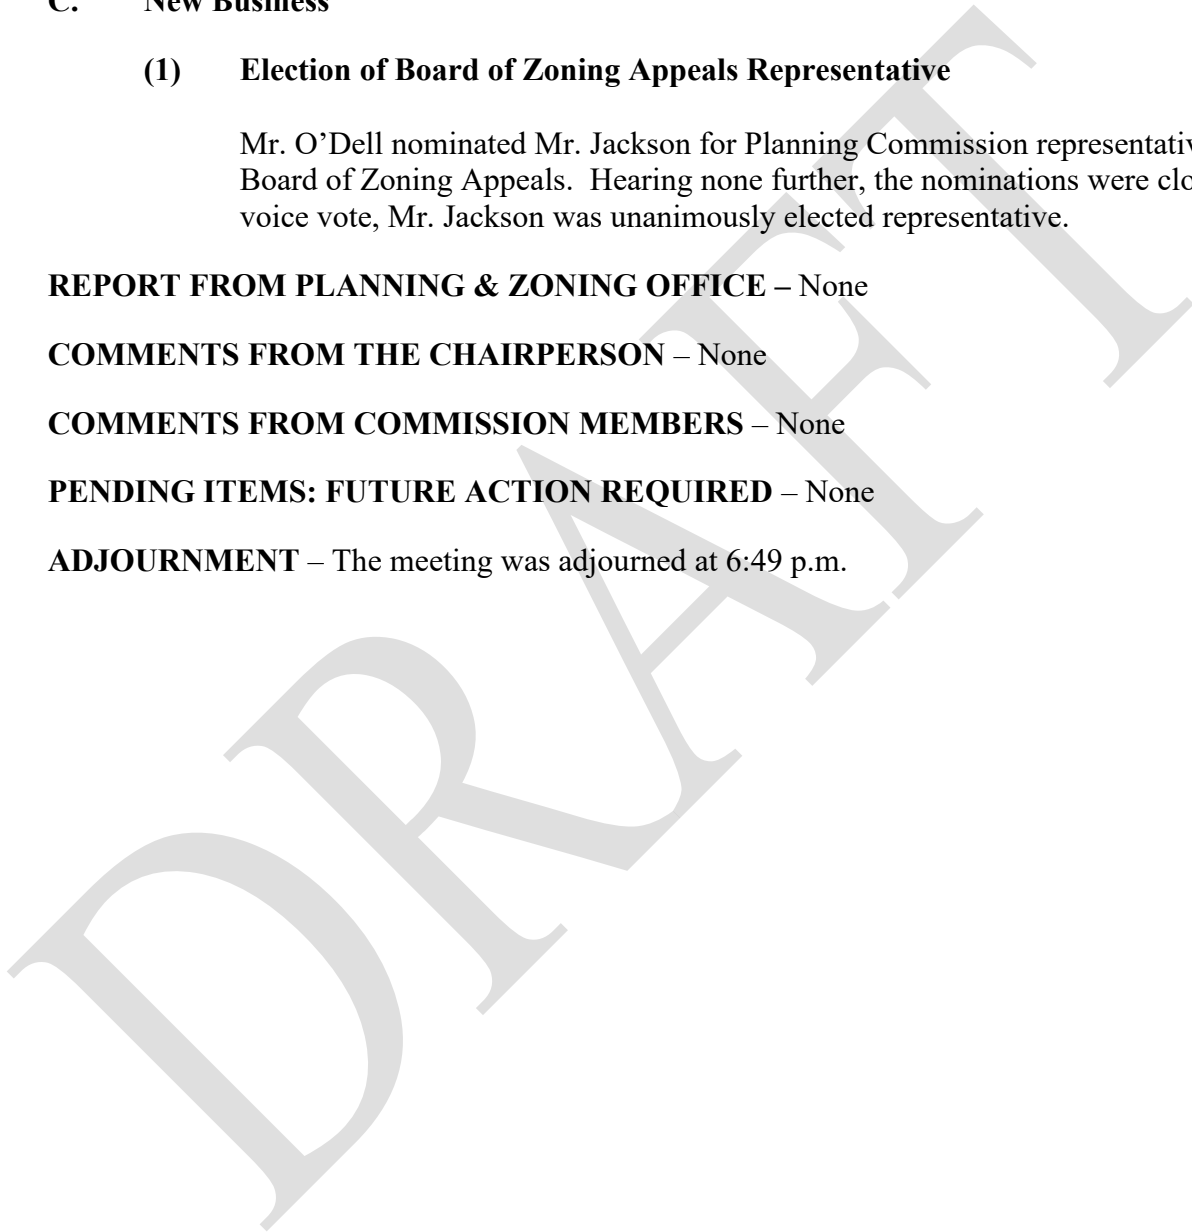 C. New Business
(1) Election of Board of Zoning Appeals Representative
Mr. O’Dell nominated Mr. Jackson for Planning Commission
Board of Zoning Appeals.  Hearing none further, the nominations were
voice vote, Mr. Jackson was unanimously elected representative.
REPORT FROM PLANNING & ZONING OFFICE – None
COMMENTS FROM THE CHAIRPERSON – None
COMMENTS FROM COMMISSION MEMBERS – None
PENDING ITEMS: FUTURE ACTION REQUIRED – None
ADJOURNMENT – The meeting was adjourned at 6:49 p.m.
DRAFT